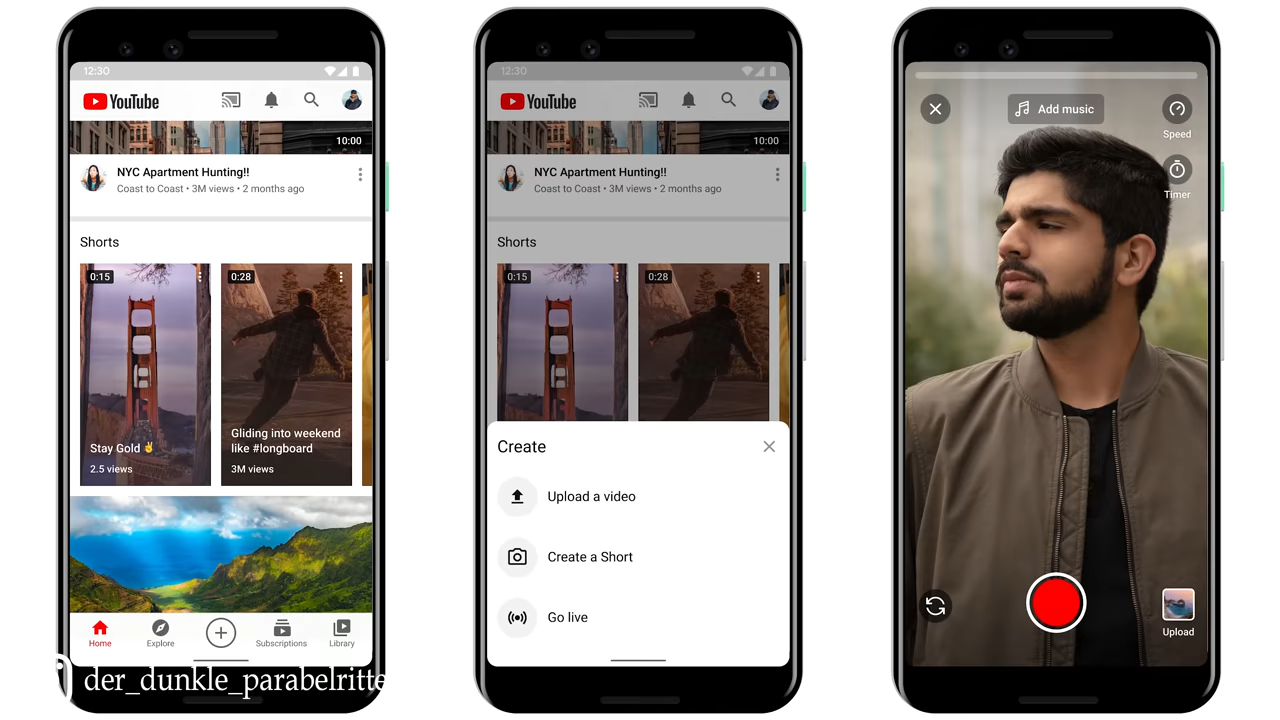 12:30
YouTube
10:00
NYC Apartment Hunting!!
Coast to Coast • 3M views • 2 months ago
Shorts
0:15
0:28
Stay Gold ✌
2.5 views
Gliding into weekend
like #longboard
3M views
Home
Explore
Subscriptions
Library
der_dunkle_parabelritte
12:30
YouTube
10:00
NYC Apartment Hunting!!
Coast to Coast • 3M views • 2 months ago
Shorts
0:15
0:28
Create
Upload a video
Create a Short
Go live
Add music
Speed
Timer
Upload